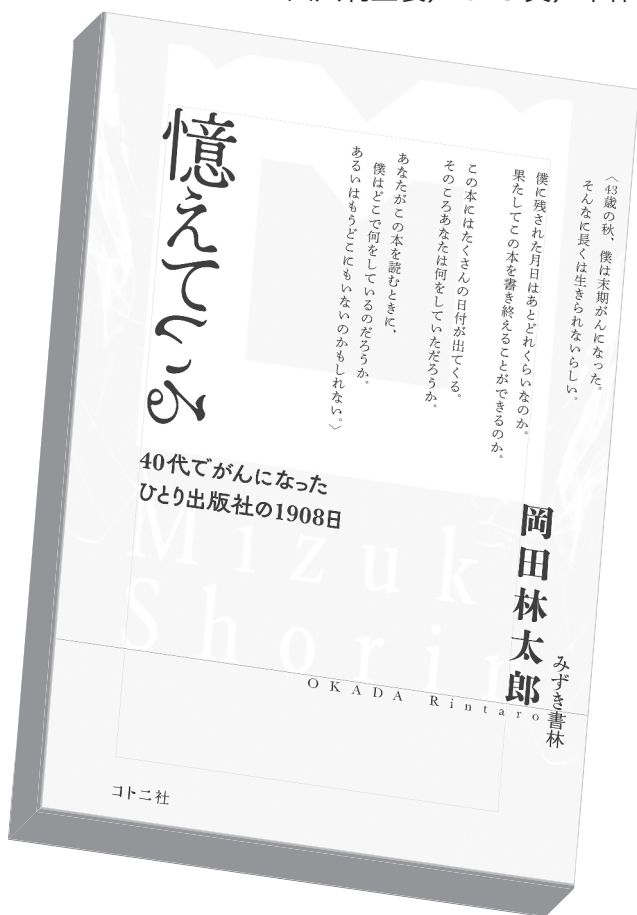 憶えてる
40代でがんになった
ひとり出版社の1908日
〈43歳の秋、僕は末期がんになった。
そんなに長くは生きられないらしい。
僕に残された月日はあとどれくらいなのか。
果たしてこの本を書き終えることができるのか。
この本にはたくさんの日付が出てくる。
そのころあなたは何をしていただろうか。
あなたがこの本を読むときに、
僕はどこで何をしているのだろうか。
あるいはもうどこにもいないのかもしれない。〉
みずき書林
岡田林太郎
OKADA Rintaro
Mizuki
Shorin
コトニ社